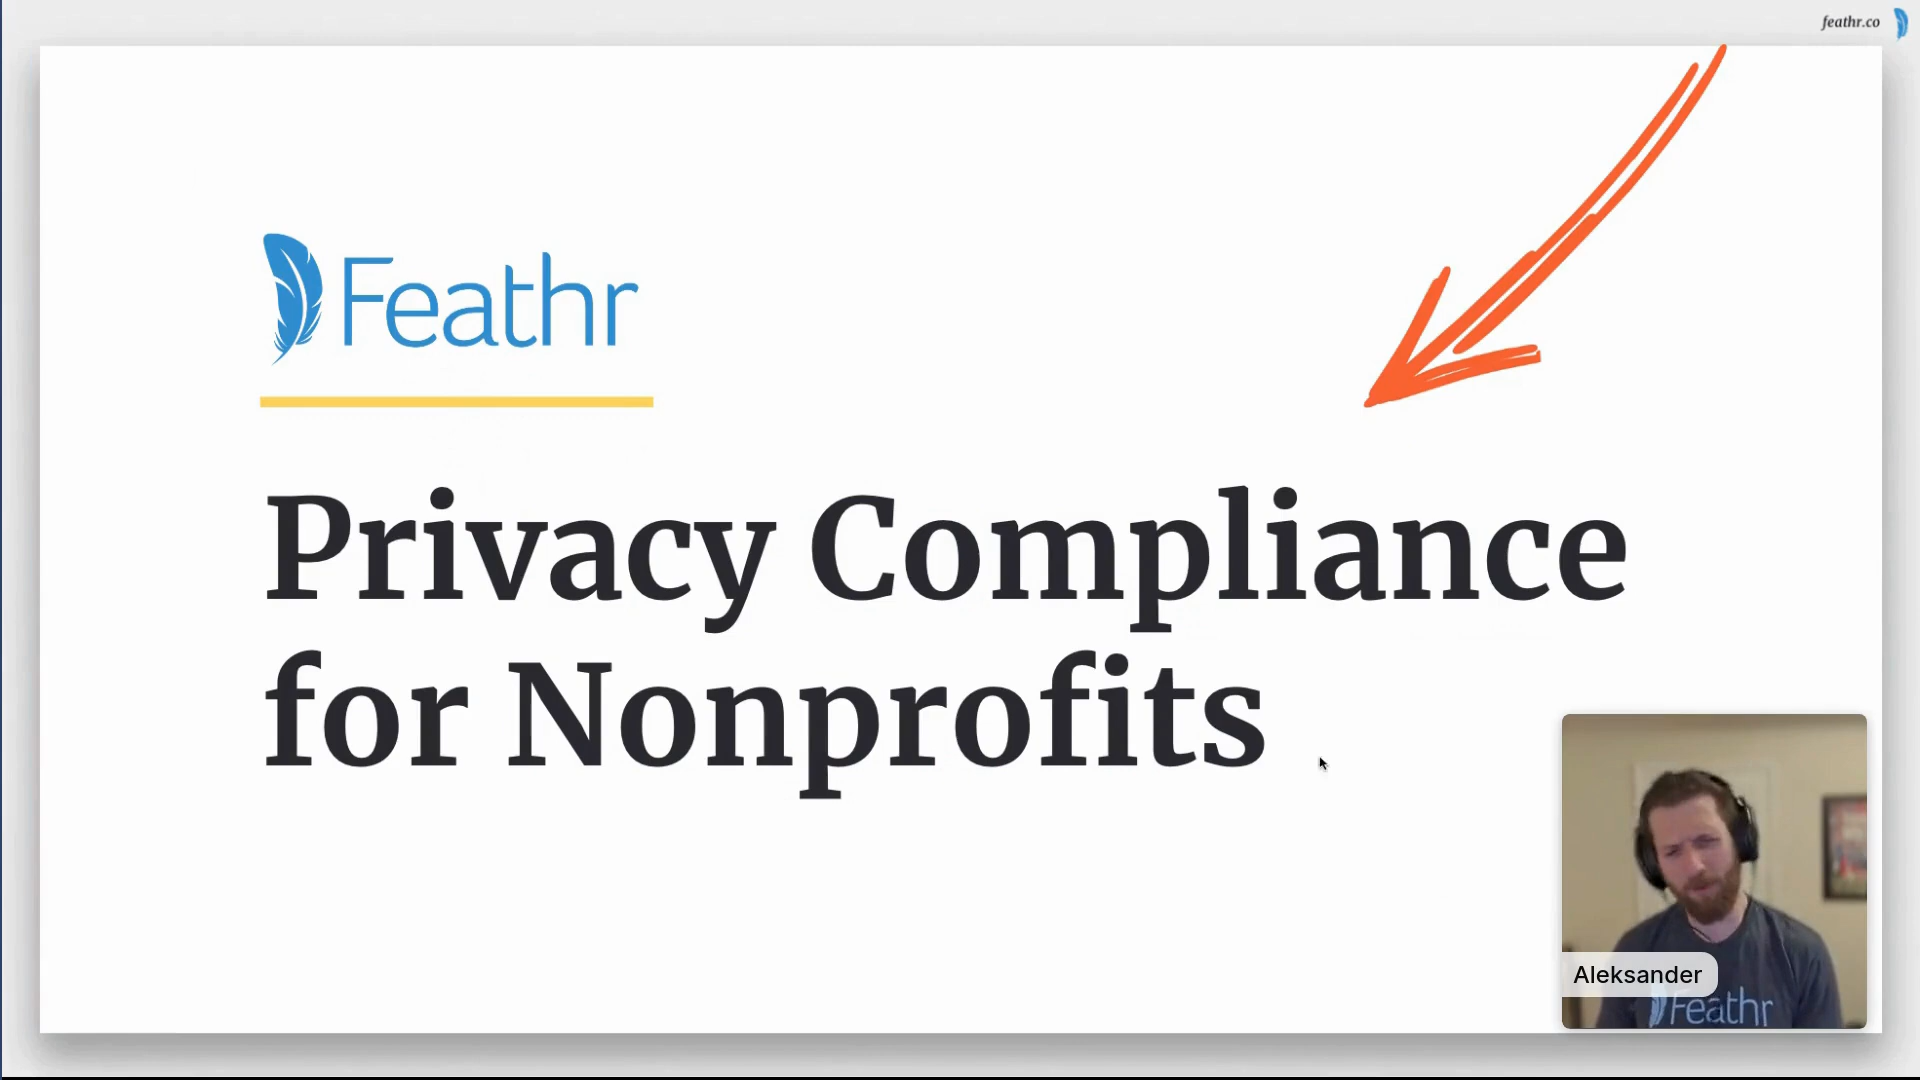 feathr.co
Feathr
Privacy Compliance
for Nonprofits
Aleksander
Feathr